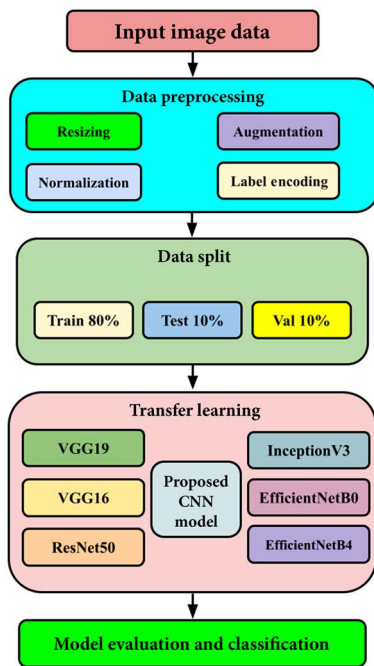 Input image data
Data preprocessing
Resizing
Augmentation
Normalization
Label encoding
Data split
Train 80%
Test 10%
Val 10%
Transfer learning
VGG19
InceptionV3
VGG16
Proposed
CNN
model
EfficientNetB0
ResNet50
EfficientNetB4
Model evaluation and classification